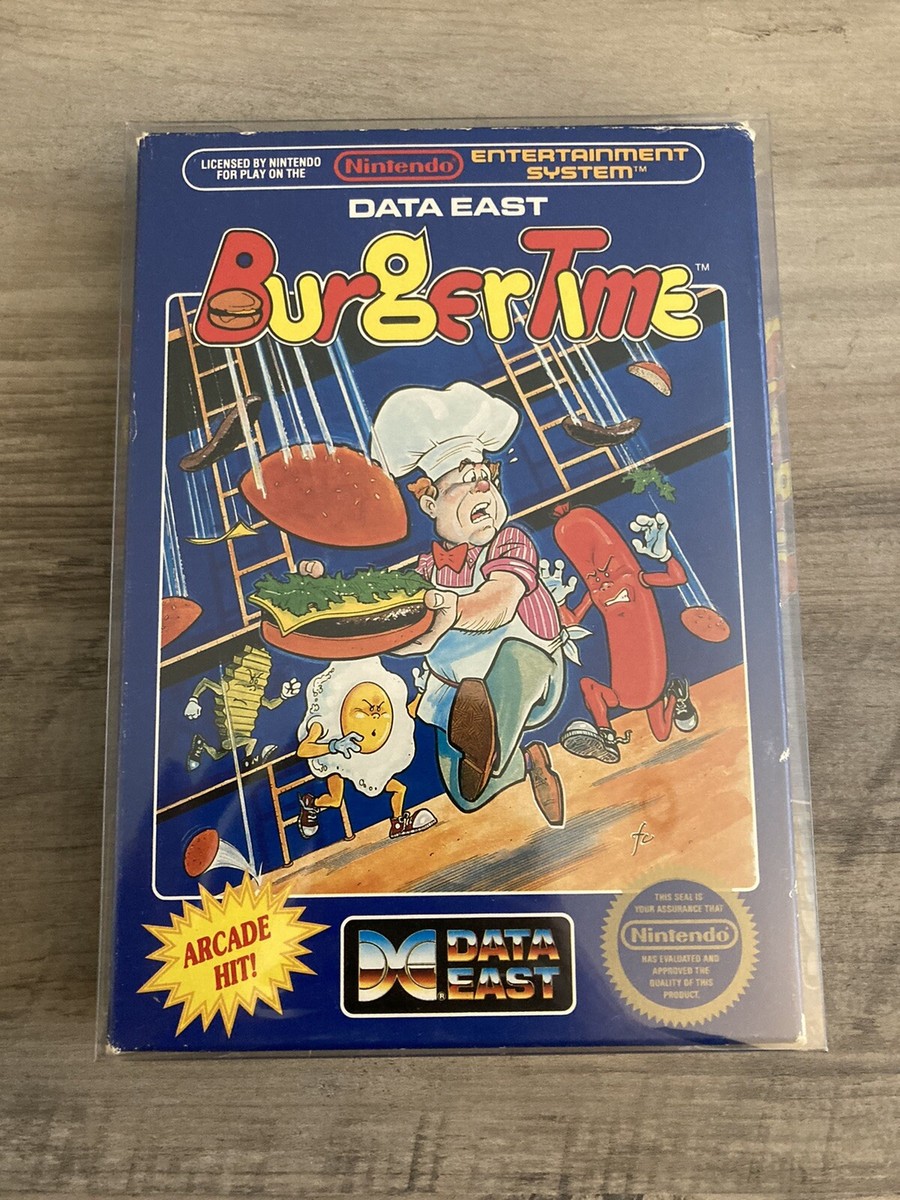 LICENSED BY NINTENDO
FOR PLAY ON THE
Nintendo®
ENTERTAINMENT
SYSTEM™
DATA EAST
BurgerTime™
fc
ARCADE
HIT!
DATA
EAST®
THIS SEAL IS
YOUR ASSURANCE THAT
Nintendo®
HAS EVALUATED AND
APPROVED THE
QUALITY OF THIS
PRODUCT.